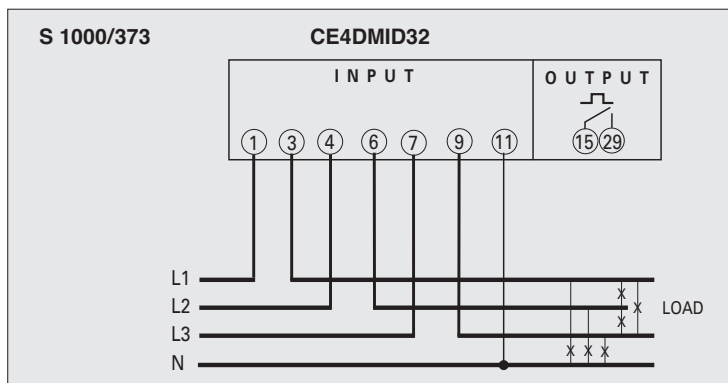 S 1000/373 CE4DMID32
INPUT OUTPUT
1 3 4 6 7 9 11 15 29
L1
L2 LOAD
L3
N